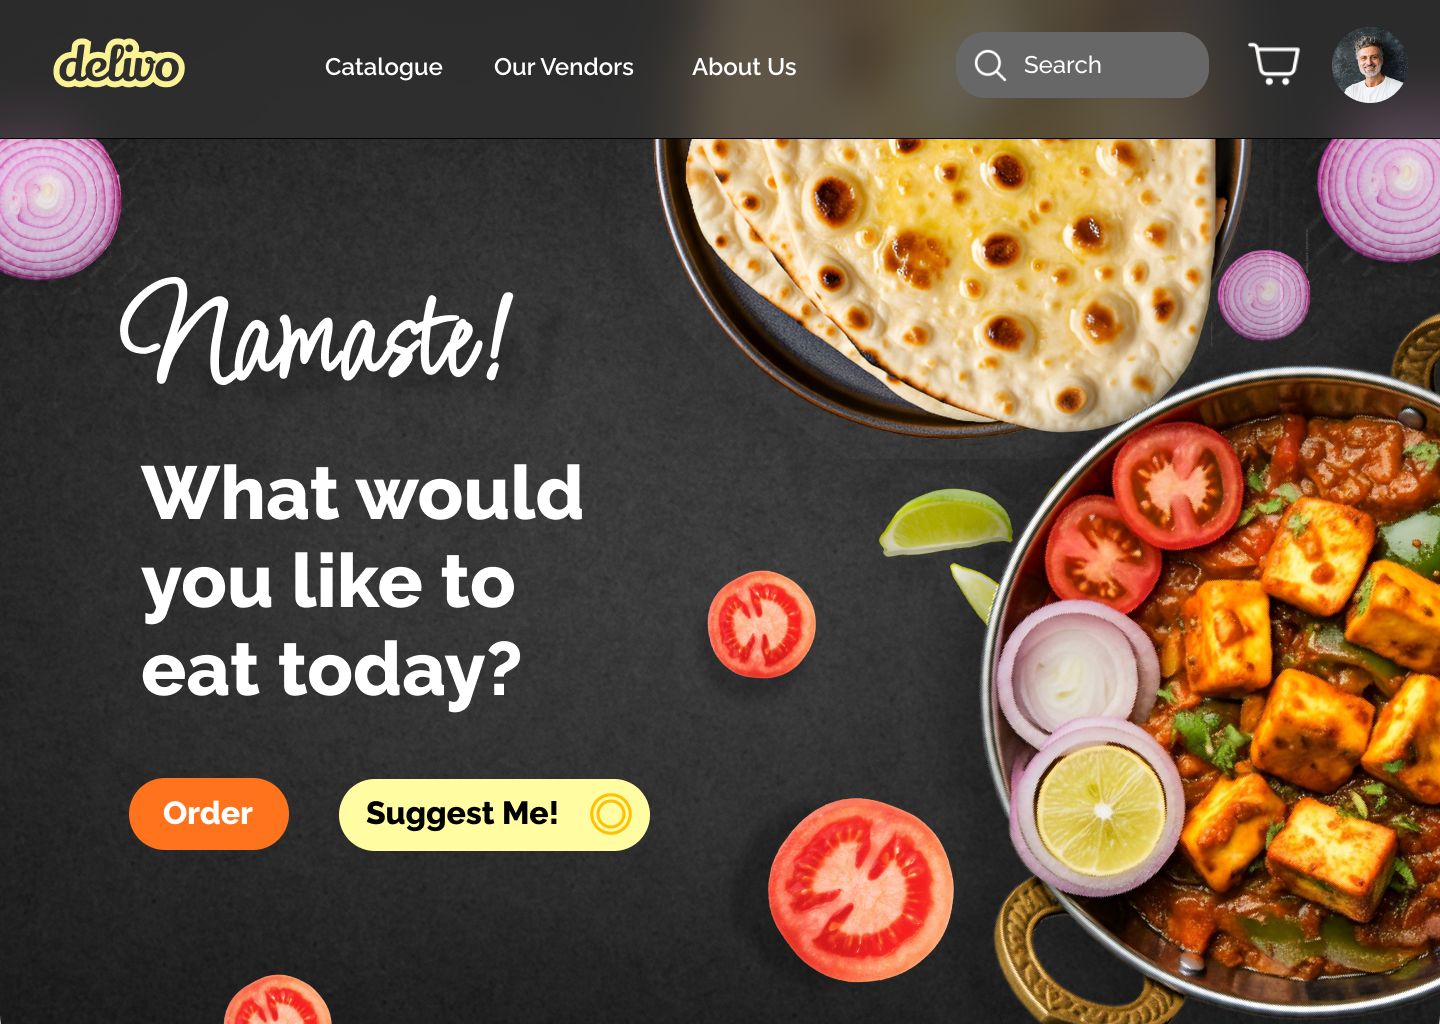 delivo
Catalogue
Our Vendors
About Us
Search
Namaste!
What would
you like to
eat today?
Order
Suggest Me!